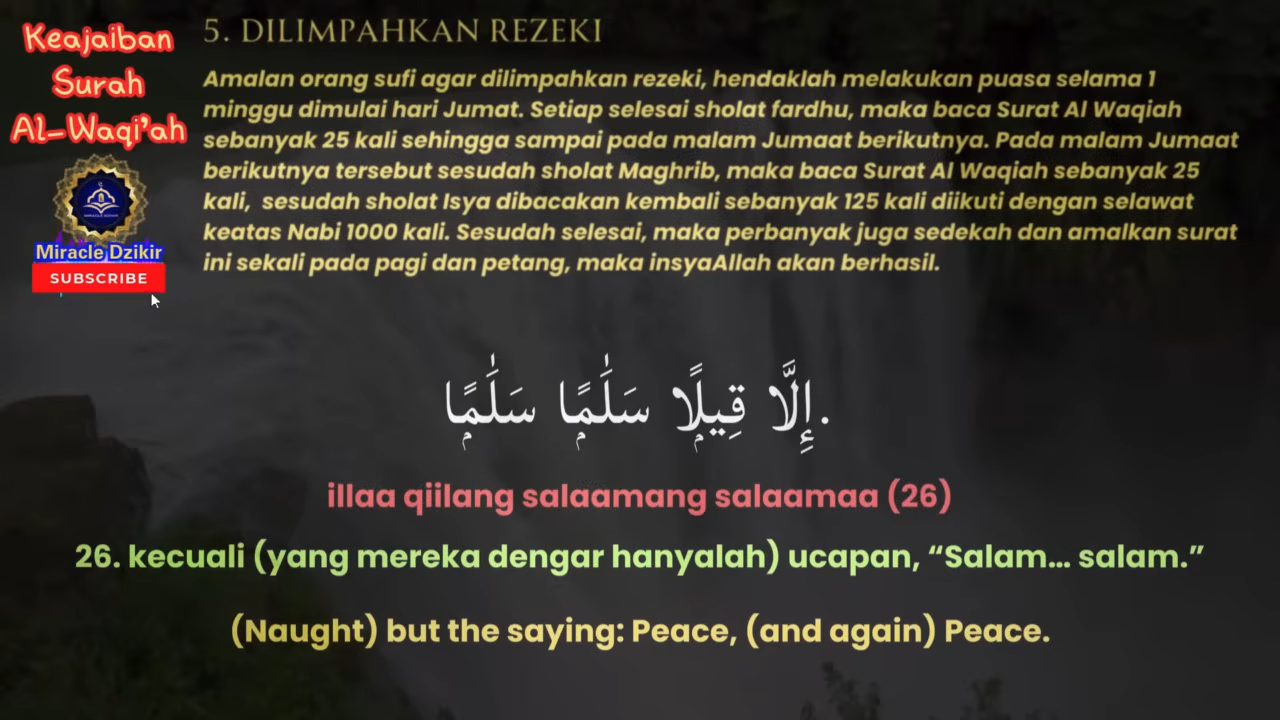 Keajaiban
Surah
Al-Waqi'ah
Miracle Dzikir
SUBSCRIBE
5. DILIMPAHKAN REZEKI
Amalan orang sufi agar dilimpahkan rezeki, hendaklah melakukan puasa selama 1
minggu dimulai hari Jumat. Setiap selesai sholat fardhu, maka baca Surat Al Waqiah
sebanyak 25 kali sehingga sampai pada malam Jumaat berikutnya. Pada malam Jumaat
berikutnya tersebut sesudah sholat Maghrib, maka baca Surat Al Waqiah sebanyak 25
kali, sesudah sholat Isya dibacakan kembali sebanyak 125 kali diikuti dengan selawat
keatas Nabi 1000 kali. Sesudah selesai, maka perbanyak juga sedekah dan amalkan surat
ini sekali pada pagi dan petang, maka insyaAllah akan berhasil.
.إِلَّا قِيلًۭا سَلَٰمًۭا سَلَٰمًۭا
illaa qiilang salaamang salaamaa (26)
26. kecuali (yang mereka dengar hanyalah) ucapan, “Salam... salam.”
(Naught) but the saying: Peace, (and again) Peace.